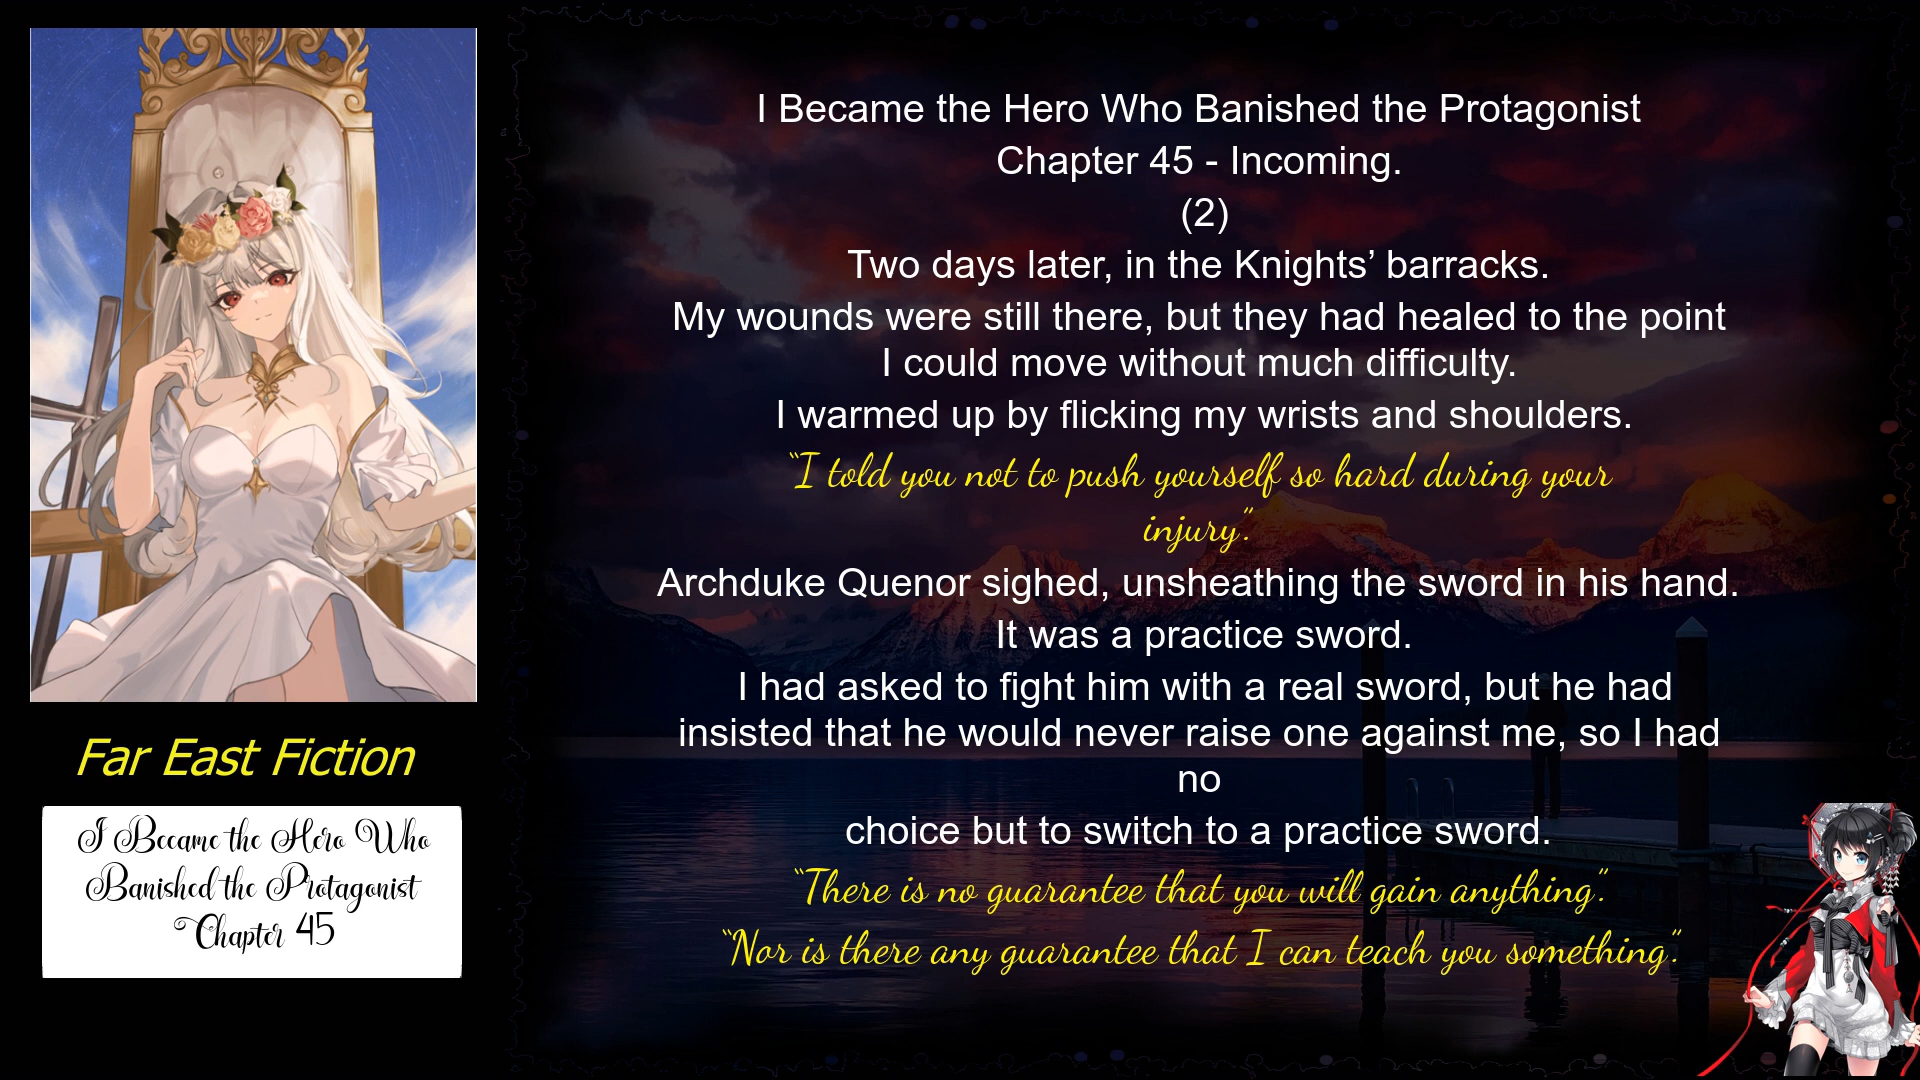 I Became the Hero Who Banished the Protagonist
Chapter 45 - Incoming.
(2)
Two days later, in the Knights’ barracks.
My wounds were still there, but they had healed to the point
I could move without much difficulty.
I warmed up by flicking my wrists and shoulders.
“I told you not to push yourself so hard during your
injury”.
Archduke Quenor sighed, unsheathing the sword in his hand.
It was a practice sword.
I had asked to fight him with a real sword, but he had
insisted that he would never raise one against me, so I had
no
choice but to switch to a practice sword.
“There is no guarantee that you will gain anything”.
“Nor is there any guarantee that I can teach you something”.
Far East Fiction
I Became the Hero Who
Banished the Protagonist
Chapter 45